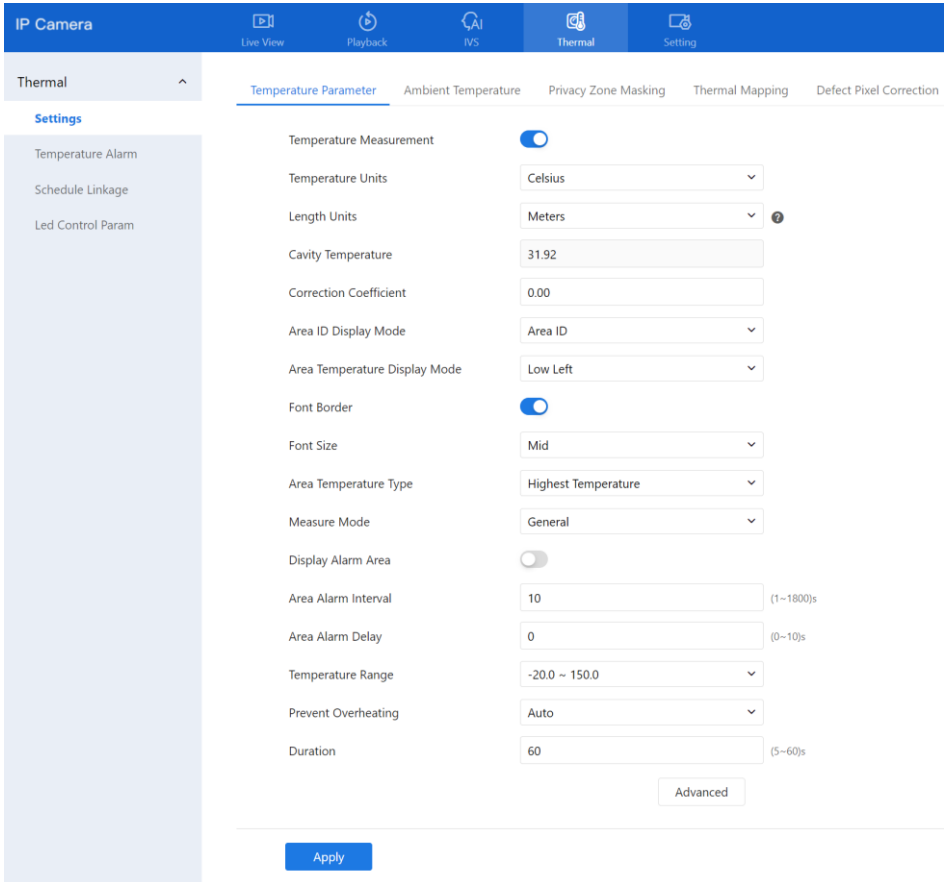 IP Camera
Live View
Playback
AI
IVS
Thermal
Setting
Thermal
Settings
Temperature Alarm
Schedule Linkage
Led Control Param
Temperature Parameter Ambient Temperature Privacy Zone Masking Thermal Mapping Defect Pixel Correction
Temperature Measurement
Temperature Units Celsius
Length Units Meters ?
Cavity Temperature 31.92
Correction Coefficient 0.00
Area ID Display Mode Area ID
Area Temperature Display Mode Low Left
Font Border
Font Size Mid
Area Temperature Type Highest Temperature
Measure Mode General
Display Alarm Area
Area Alarm Interval 10 (1~1800)s
Area Alarm Delay 0 (0~10)s
Temperature Range -20.0 ~ 150.0
Prevent Overheating Auto
Duration 60 (5~60)s
Advanced
Apply